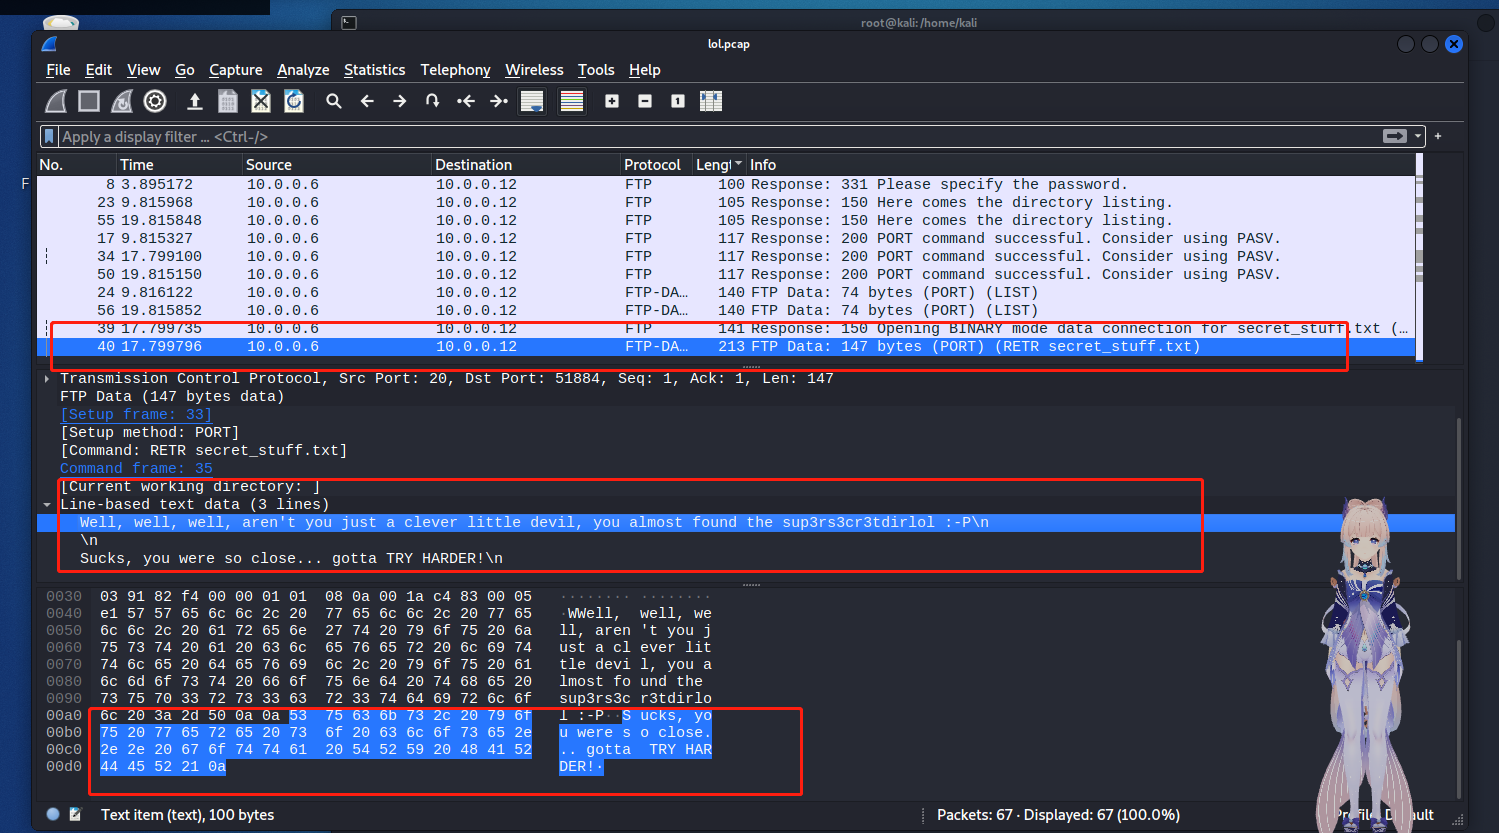 root@kali: /home/kali
lol.pcap
File Edit View Go Capture Analyze Statistics Telephony Wireless Tools Help
Apply a display filter ... <Ctrl-/>
No. Time Source Destination Protocol Lengt Info
F
8 3.895172 10.0.0.6 10.0.0.12 FTP 100 Response: 331 Please specify the password.
23 9.815968 10.0.0.6 10.0.0.12 FTP 105 Response: 150 Here comes the directory listing.
55 19.815848 10.0.0.6 10.0.0.12 FTP 105 Response: 150 Here comes the directory listing.
17 9.815327 10.0.0.6 10.0.0.12 FTP 117 Response: 200 PORT command successful. Consider using PASV.
34 17.799100 10.0.0.6 10.0.0.12 FTP 117 Response: 200 PORT command successful. Consider using PASV.
50 19.815150 10.0.0.6 10.0.0.12 FTP 117 Response: 200 PORT command successful. Consider using PASV.
24 9.816122 10.0.0.6 10.0.0.12 FTP-DA… 140 FTP Data: 74 bytes (PORT) (LIST)
56 19.815852 10.0.0.6 10.0.0.12 FTP-DA… 140 FTP Data: 74 bytes (PORT) (LIST)
39 17.799735 10.0.0.6 10.0.0.12 FTP 141 Response: 150 Opening BINARY mode data connection for secret_stuff.txt (…
40 17.799796 10.0.0.6 10.0.0.12 FTP-DA… 213 FTP Data: 147 bytes (PORT) (RETR secret_stuff.txt)
Transmission Control Protocol, Src Port: 20, Dst Port: 51884, Seq: 1, Ack: 1, Len: 147
FTP Data (147 bytes data)
[Setup frame: 33]
[Setup method: PORT]
[Command: RETR secret_stuff.txt]
Command frame: 35
[Current working directory: ]
Line-based text data (3 lines)
Well, well, well, aren't you just a clever little devil, you almost found the sup3rs3cr3tdirlol :-P\n
\n
Sucks, you were so close... gotta TRY HARDER!\n
0030 03 91 82 f4 00 00 01 01 08 0a 00 1a c4 83 00 05 ········ ········
0040 e1 57 57 65 6c 6c 2c 20 77 65 6c 6c 2c 20 77 65 ·WWell, well, we
0050 6c 6c 2c 20 61 72 65 6e 27 74 20 79 6f 75 20 6a ll, aren 't you j
0060 75 73 74 20 61 20 63 6c 65 76 65 72 20 6c 69 74 ust a cl ever lit
0070 74 6c 65 20 64 65 76 69 6c 2c 20 79 6f 75 20 61 tle devi l, you a
0080 6c 6d 6f 73 74 20 66 6f 75 6e 64 20 74 68 65 20 lmost fo und the
0090 73 75 70 33 72 73 33 63 72 33 74 64 69 72 6c 6f sup3rs3c r3tdirlo
00a0 6c 20 3a 2d 50 0a 0a 53 75 63 6b 73 2c 20 79 6f l :-P··S ucks, yo
00b0 75 20 77 65 72 65 20 73 6f 20 63 6c 6f 73 65 2e u were s o close.
00c0 2e 2e 20 67 6f 74 74 61 20 54 52 59 20 48 41 52 .. gotta TRY HAR
00d0 44 45 52 21 0a DER!·
Text item (text), 100 bytes
Packets: 67 · Displayed: 67 (100.0%)